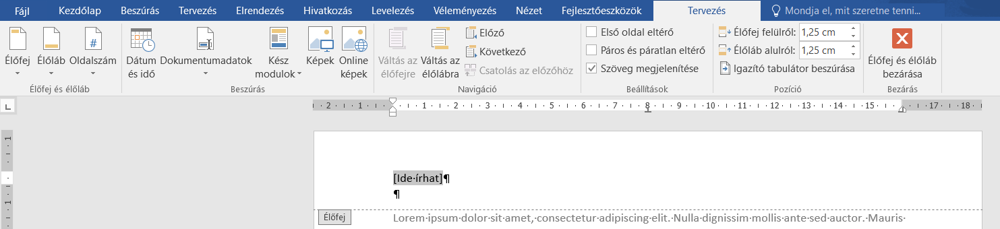 Fájl Kezdőlap Beszúrás Tervezés Elrendezés Hivatkozás Levelezés Véleményezés Nézet Fejlesztőeszközök Tervezés Mondja el, mit szeretne tenni...
Élőfej Élőláb Oldalszám
Élőfej és élőláb
Dátum és idő Dokumentumadatok Kész modulok Képek Online képek
Beszúrás
Váltás az élőfejre Váltás az élőlábra
Előző
Következő
Csatolás az előzőhöz
Navigáció
Első oldal eltérő
Páros és páratlan eltérő
Szöveg megjelenítése
Beállítások
Élőfej felülről: 1,25 cm
Élőláb alulról: 1,25 cm
Igazító tabulátor beszúrása
Pozíció
Élőfej és élőláb bezárása
Bezárás
2 1 1 2 3 4 5 6 7 8 9 10 11 12 13 14 15 17 18
1
1
[Ide·írhat]¶
¶
Élőfej
Lorem·ipsum·dolor·sit·amet,·consectetur·adipiscing·elit.·Nulla·dignissim·mollis·ante·sed·auctor.·Mauris·